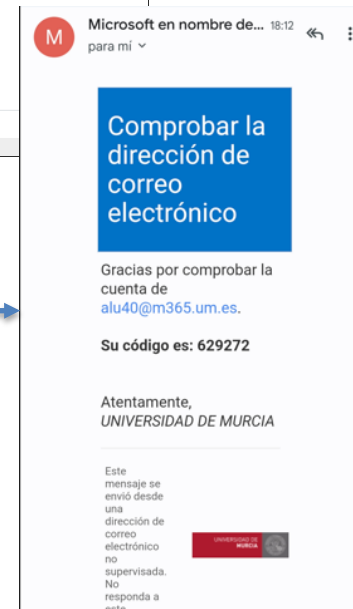 M
Microsoft en nombre de... 18:12
para mí
Comprobar la
dirección de
correo
electrónico
Gracias por comprobar la
cuenta de
alu40@m365.um.es.
Su código es: 629272
Atentamente,
UNIVERSIDAD DE MURCIA
Este
mensaje se
envió desde
una
dirección de
correo
electrónico
no
supervisada.
No
responda a
este
UNIVERSIDAD DE
MURCIA